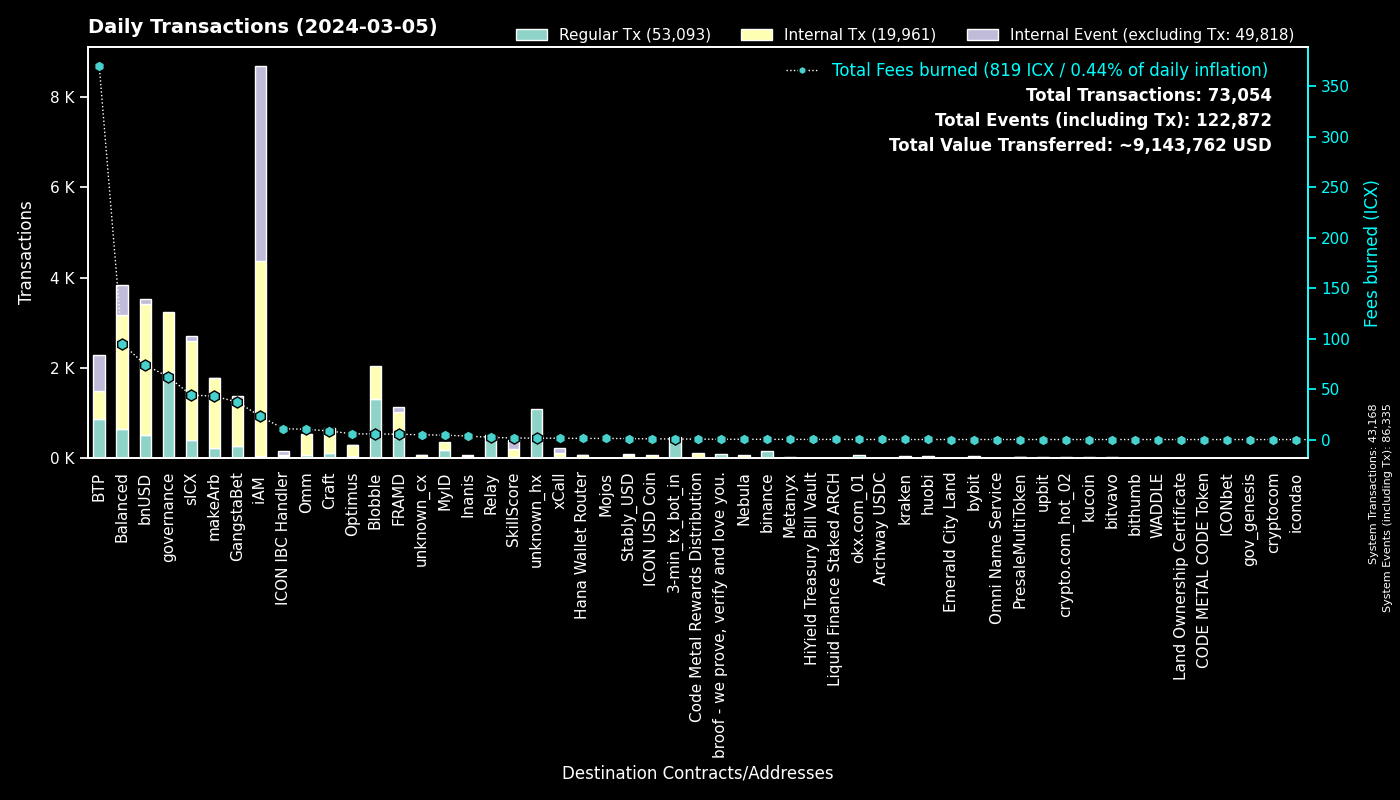 Daily Transactions (2024-03-05)
Regular Tx (53,093)
Internal Tx (19,961)
Internal Event (excluding Tx: 49,818)
Total Fees burned (819 ICX / 0.44% of daily inflation)
Total Transactions: 73,054
Total Events (including Tx): 122,872
Total Value Transferred: ~9,143,762 USD
Transactions
8 K
6 K
4 K
2 K
0 K
350
300
250
200
150
100
50
0
Fees burned (ICX)
System Transactions: 43,168
System Events (including Tx): 86,335
BTP
Balanced
bnUSD
governance
sICX
makeArb
GangstaBet
iAM
ICON IBC Handler
Omm
Craft
Optimus
Blobble
FRAMD
unknown_cx
MyID
Inanis
Relay
SkillScore
unknown_hx
xCall
Hana Wallet Router
Mojos
Stably_USD
ICON USD Coin
3-min_tx_bot_in
Code Metal Rewards Distribution
broof - we prove, verify and love you.
Nebula
binance
Metanyx
HiYield Treasury Bill Vault
Liquid Finance Staked ARCH
okx.com_01
Archway USDC
kraken
huobi
Emerald City Land
bybit
Omni Name Service
PresaleMultiToken
upbit
crypto.com_hot_02
kucoin
bitvavo
bithumb
WADDLE
Land Ownership Certificate
CODE METAL CODE Token
ICONbet
gov_genesis
cryptocom
icondao
Destination Contracts/Addresses